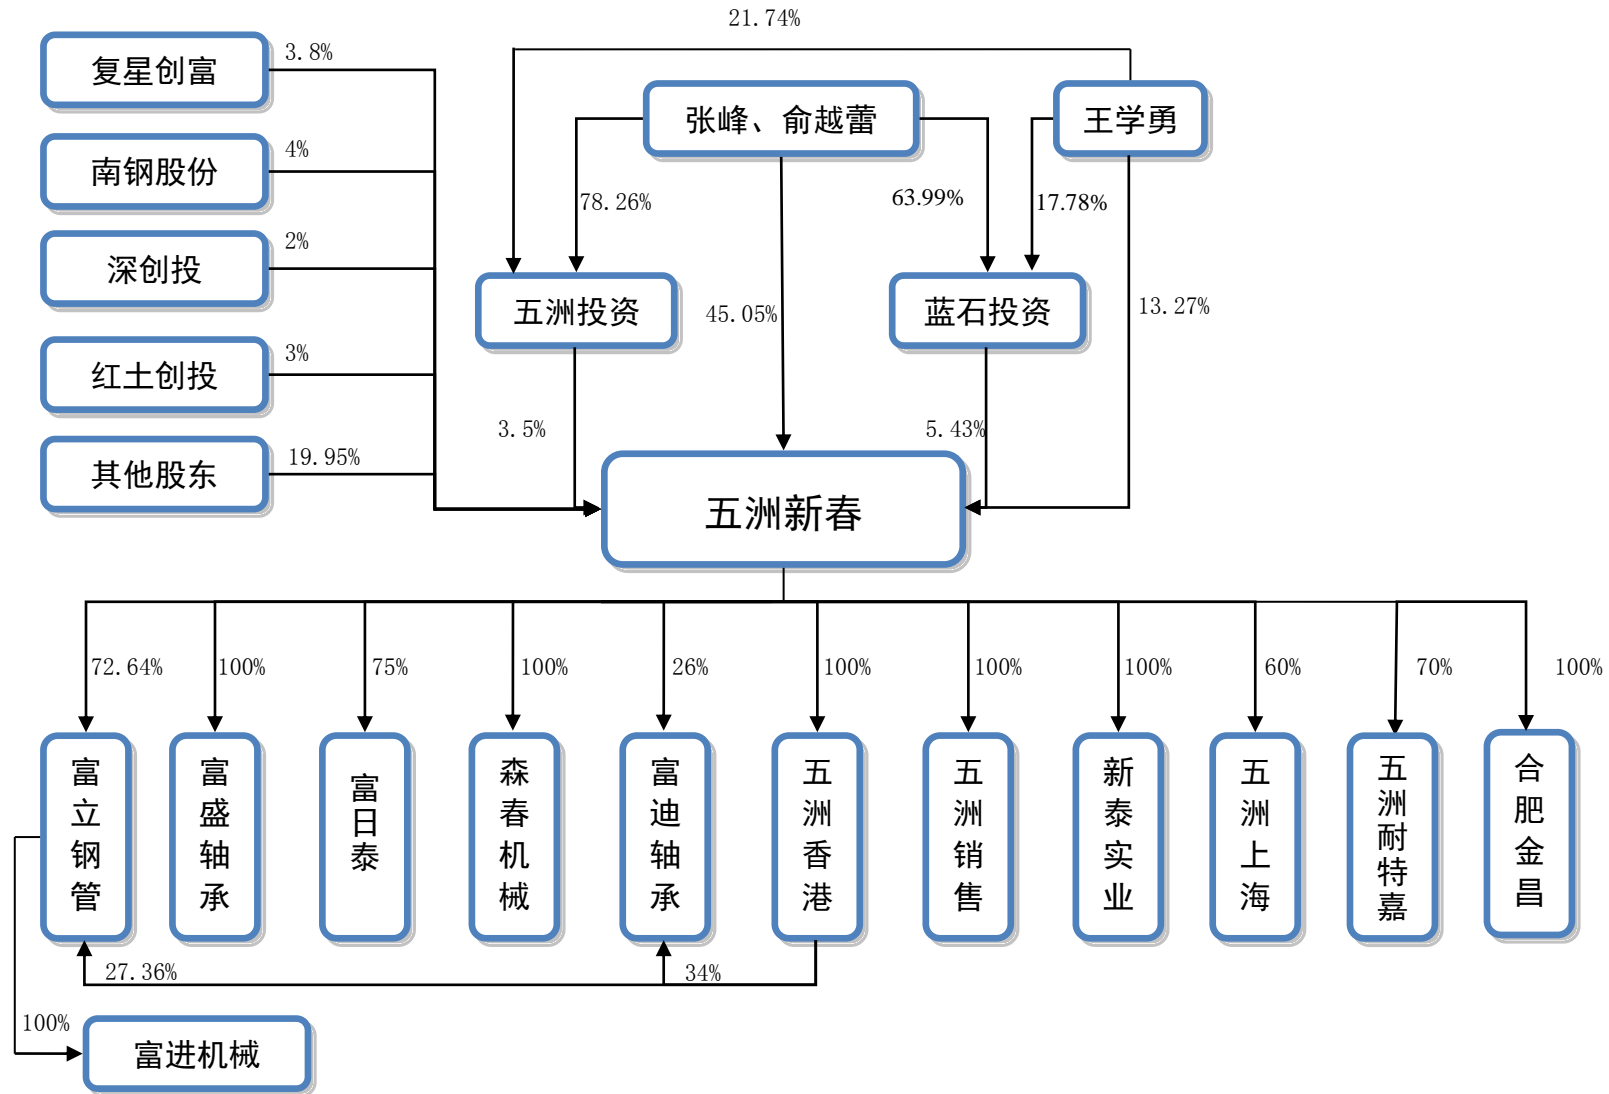 21.74%
复星创富
3.8%
张峰、俞越蕾
王学勇
南钢股份
4%
78.26%
63.99%
17.78%
深创投
2%
五洲投资
45.05%
蓝石投资
13.27%
红土创投
3%
3.5%
5.43%
其他股东
19.95%
五洲新春
72.64%
100%
75%
100%
26%
100%
100%
100%
60%
70%
100%
富立钢管
富盛轴承
富日泰
森春机械
富迪轴承
五洲香港
五洲销售
新泰实业
五洲上海
五洲耐特嘉
合肥金昌
27.36%
34%
100%
富进机械